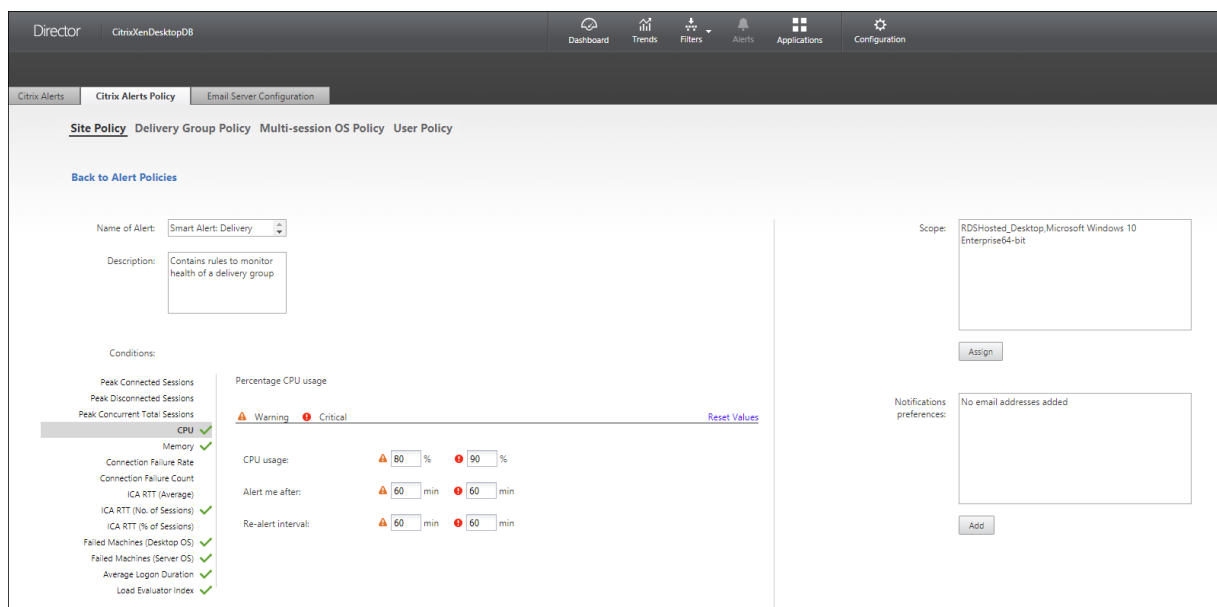 Director CitrixXenDesktopDB Dashboard Trends Filters Alerts Applications Configuration
Citrix Alerts Citrix Alerts Policy Email Server Configuration
Site Policy Delivery Group Policy Multi-session OS Policy User Policy
Back to Alert Policies
Name of Alert: Smart Alert: Delivery
Description: Contains rules to monitor
health of a delivery group
Conditions:
Peak Connected Sessions
Peak Disconnected Sessions
Peak Concurrent Total Sessions
CPU
Memory
Connection Failure Rate
Connection Failure Count
ICA RTT (Average)
ICA RTT (No. of Sessions)
ICA RTT (% of Sessions)
Failed Machines (Desktop OS)
Failed Machines (Server OS)
Average Logon Duration
Load Evaluator Index
Percentage CPU usage
Warning Critical Reset Values
CPU usage: 80 % 90 %
Alert me after: 60 min 60 min
Re-alert interval: 60 min 60 min
Scope: RDSHosted_Desktop,Microsoft Windows 10
Enterprise64-bit
Assign
Notifications
preferences:
No email addresses added
Add